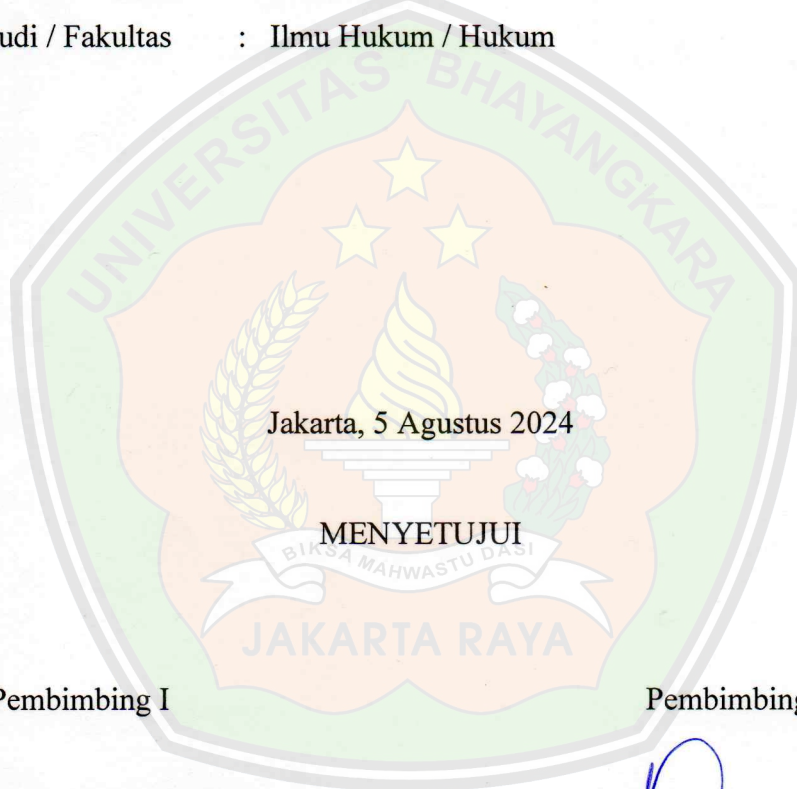 udi / Fakultas : Ilmu Hukum / Hukum
UNIVERSITAS BHAYANGKARA
Jakarta, 5 Agustus 2024
MENYETUJUI
BIKSA MAHWASTU DASI
JAKARTA RAYA
Pembimbing I Pembimbing